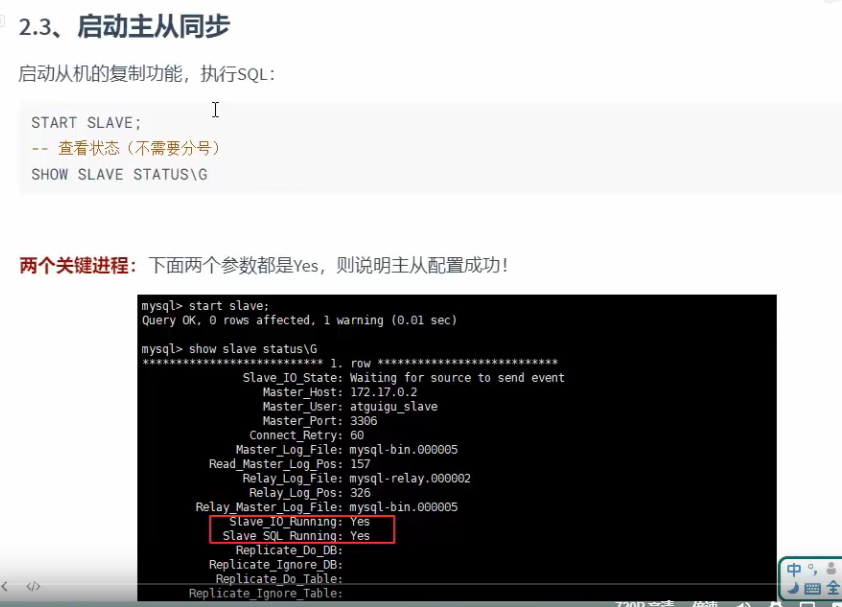 2.3、启动主从同步
启动从机的复制功能，执行SQL：
START SLAVE;
-- 查看状态（不需要分号）
SHOW SLAVE STATUS\G
两个关键进程：下面两个参数都是Yes，则说明主从配置成功！
mysql> start slave;
Query OK, 0 rows affected, 1 warning (0.01 sec)
mysql> show slave status\G
*************************** 1. row ***************************
Slave_IO_State: Waiting for source to send event
Master_Host: 172.17.0.2
Master_User: atguigu_slave
Master_Port: 3306
Connect_Retry: 60
Master_Log_File: mysql-bin.000005
Read_Master_Log_Pos: 157
Relay_Log_File: mysql-relay.000002
Relay_Log_Pos: 326
Relay_Master_Log_File: mysql-bin.000005
Slave_IO_Running: Yes
Slave_SQL_Running: Yes
Replicate_Do_DB:
Replicate_Ignore_DB:
Replicate_Do_Table:
Replicate_Ignore_Table:
中
全
720P 高清 倍速